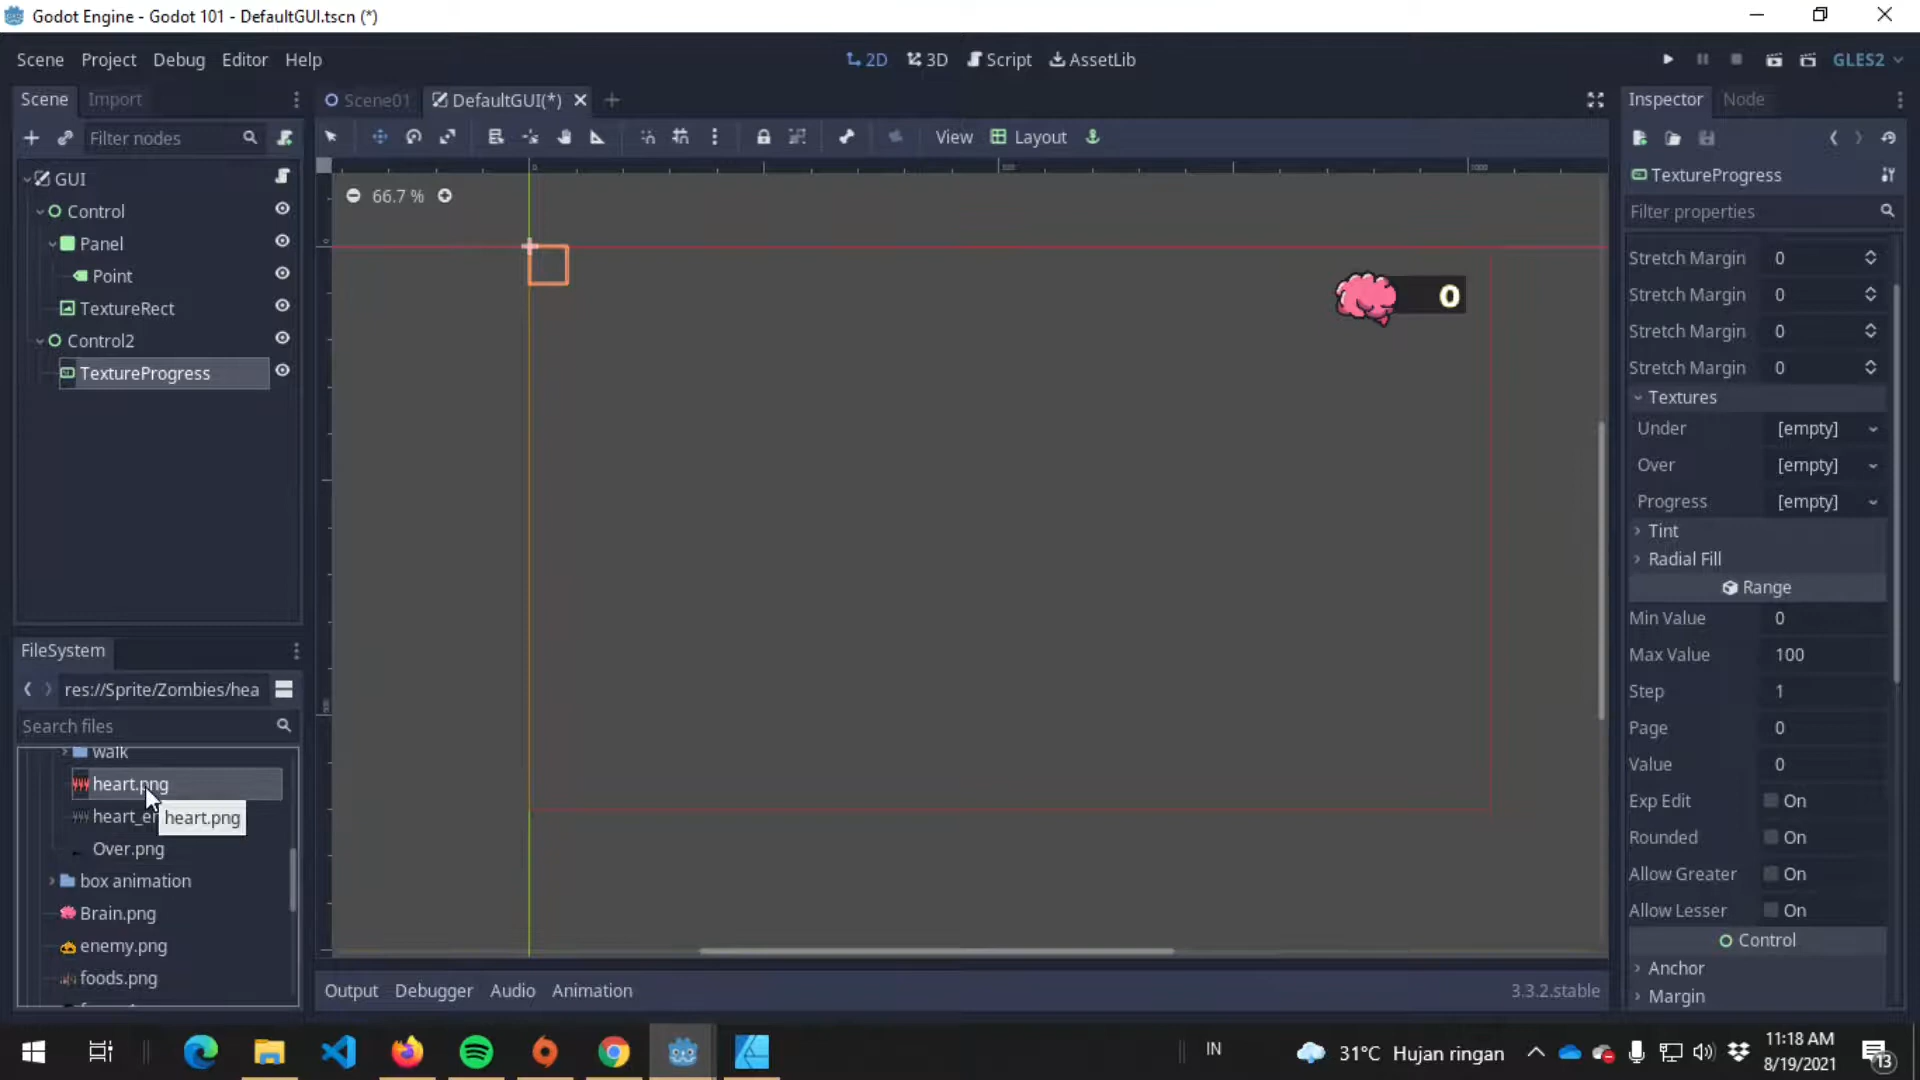 Godot Engine - Godot 101 - DefaultGUI.tscn (*)
Scene Project Debug Editor Help
2D 3D Script AssetLib
GLES2
Scene Import
Scene01 DefaultGUI(*)
Inspector Node
Filter nodes
View Layout
GUI
Control
Panel
Point
TextureRect
Control2
TextureProgress
66.7 %
0
500
1000
0
500
0
TextureProgress
Filter properties
Stretch Margin 0
Stretch Margin 0
Stretch Margin 0
Stretch Margin 0
Textures
Under [empty]
Over [empty]
Progress [empty]
Tint
Radial Fill
Range
Min Value 0
Max Value 100
Step 1
Page 0
Value 0
Exp Edit On
Rounded On
Allow Greater On
Allow Lesser On
Control
Anchor
Margin
FileSystem
res://Sprite/Zombies/hea
Search files
walk
heart.png
heart_e
heart.png
Over.png
box animation
Brain.png
enemy.png
foods.png
Output Debugger Audio Animation
3.3.2.stable
IN
31°C Hujan ringan
11:18 AM
8/19/2021
13